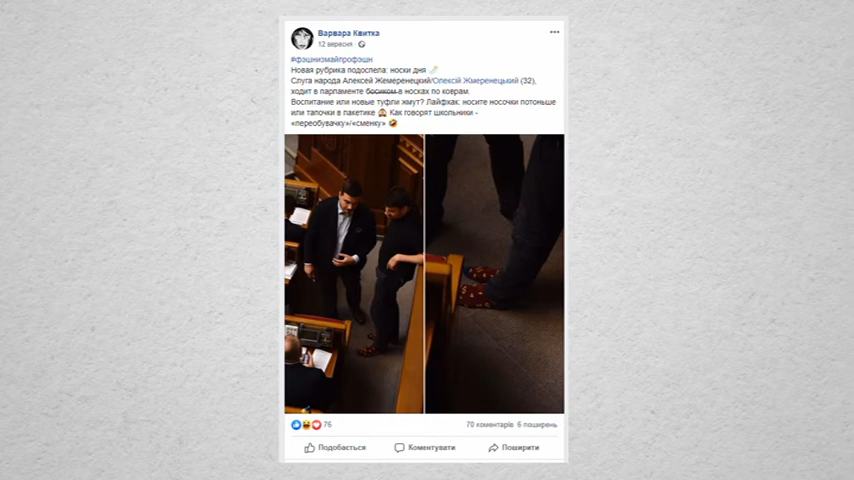 Варвара Квитка
12 вересня
#фэшнизмайпрофэшн
Новая рубрика подоспела: носки дня
Слуга народа Алексей Жемеренецкий/Олексій Жмеренецький (32),
ходит в парламенте босиком в носках по коврам.
Воспитание или новые туфли жмут? Лайфхак: носите носочки потоньше
или тапочки в пакетике Как говорят школьники -
«переобувачку»/«сменку»
76
70 коментарів 6 поширень
Подобається Коментувати Поширити